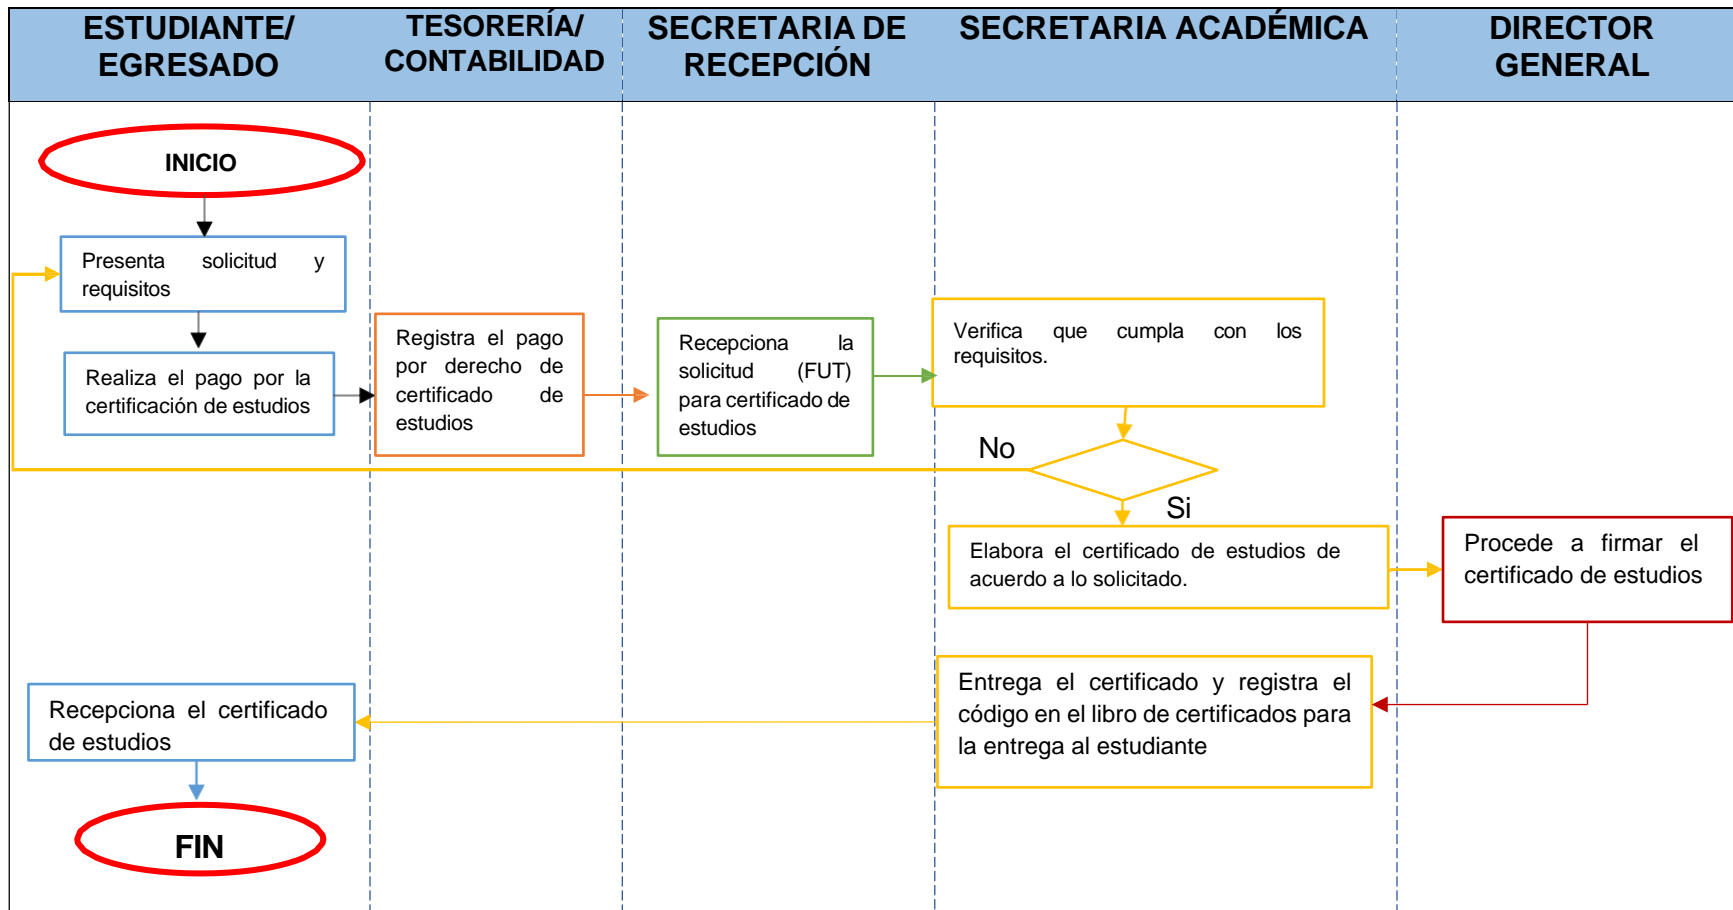 ESTUDIANTE/
EGRESADO
TESORERÍA/
CONTABILIDAD
SECRETARIA DE
RECEPCIÓN
SECRETARIA ACADÉMICA
DIRECTOR
GENERAL
INICIO
Presenta solicitud y
requisitos
Realiza el pago por la
certificación de estudios
Registra el pago
por derecho de
certificado de
estudios
Recepciona la
solicitud (FUT)
para certificado de
estudios
Verifica que cumpla con los
requisitos.
No
Si
Elabora el certificado de estudios de
acuerdo a lo solicitado.
Procede a firmar el
certificado de estudios
Entrega el certificado y registra el
código en el libro de certificados para
la entrega al estudiante
Recepciona el certificado
de estudios
FIN